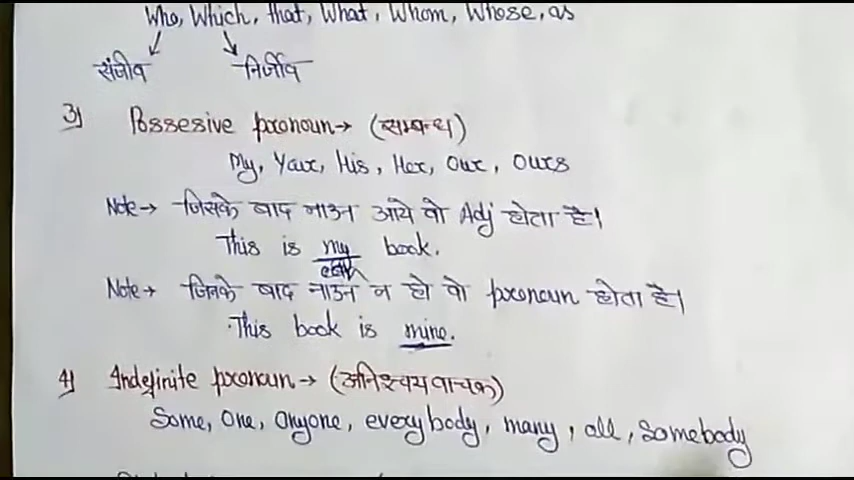 Who, Which, that, What, Whom, Whose, as
संजीव निर्जीव
3) Possesive pronoun → (सम्बन्ध)
My, Your, His, Her, Our, Ours
Note → जिसके बाद नाउन आये वो Adj होता है।
This is my book.
Note → जिनके बाद नाउन न हो वो pronoun होता है।
This book is mine.
4) Indefinite pronoun → (अनिश्चयवाचक)
Some, One, Anyone, everybody, many, all, Somebody